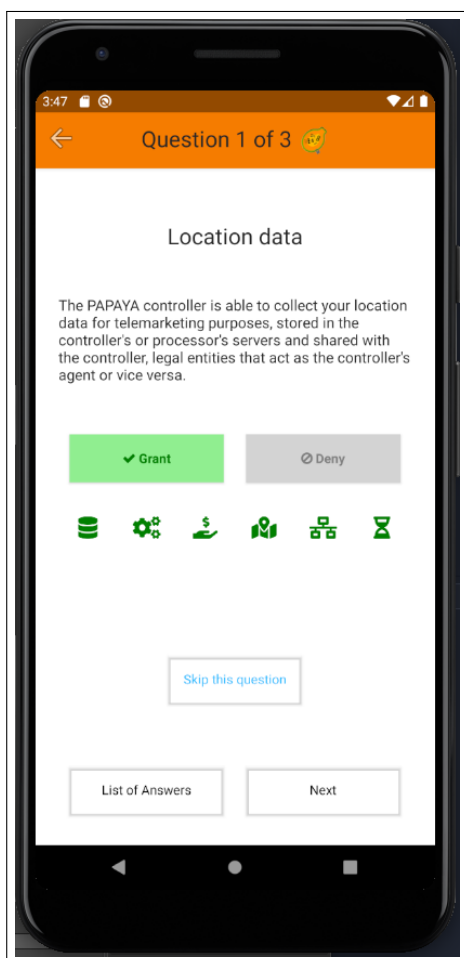 3:47
Question 1 of 3
Location data
The PAPAYA controller is able to collect your location
data for telemarketing purposes, stored in the
controller's or processor's servers and shared with
the controller, legal entities that act as the controller's
agent or vice versa.
Grant
Deny
$
Skip this question
List of Answers
Next